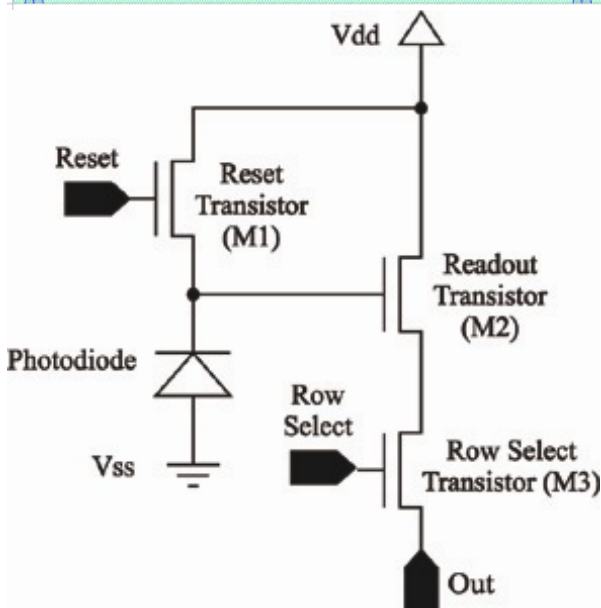 Vdd
Reset
Reset
Transistor
(M1)
Readout
Transistor
(M2)
Photodiode
Row
Select
Vss
Row Select
Transistor (M3)
Out